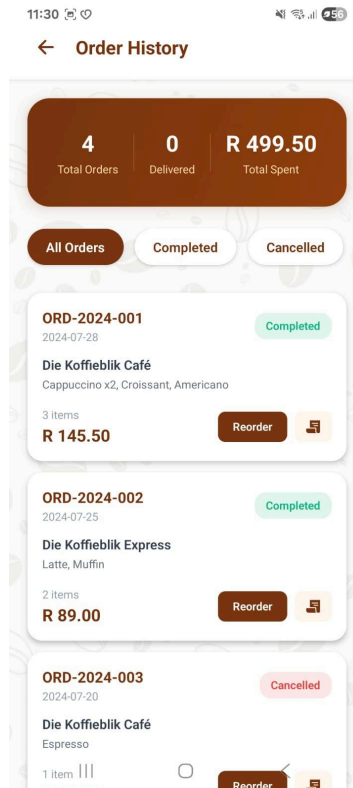 11:30
56
Order History
4
Total Orders
0
Delivered
R 499.50
Total Spent
All Orders
Completed
Cancelled
ORD-2024-001
Completed
2024-07-28
Die Koffieblik Café
Cappuccino x2, Croissant, Americano
3 items
R 145.50
Reorder
ORD-2024-002
Completed
2024-07-25
Die Koffieblik Express
Latte, Muffin
2 items
R 89.00
Reorder
ORD-2024-003
Cancelled
2024-07-20
Die Koffieblik Café
Espresso
1 item
Reorder